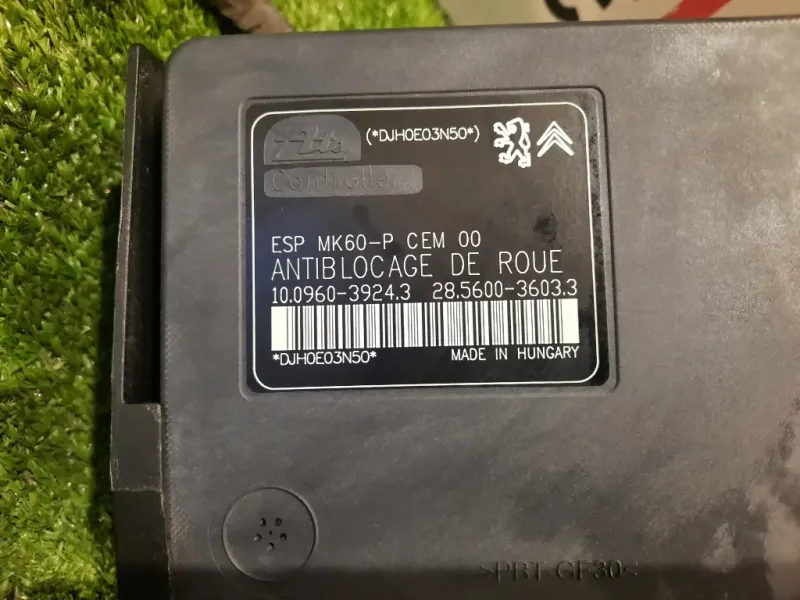 Ate (*DJH0E03N50*)
Controller
ESP MK60-P CEM 00
ANTIBLOCAGE DE ROUE
10.0960-3924.3 28.5600-3603.3
*DJH0E03N50* MADE IN HUNGARY
>PBT GF30<